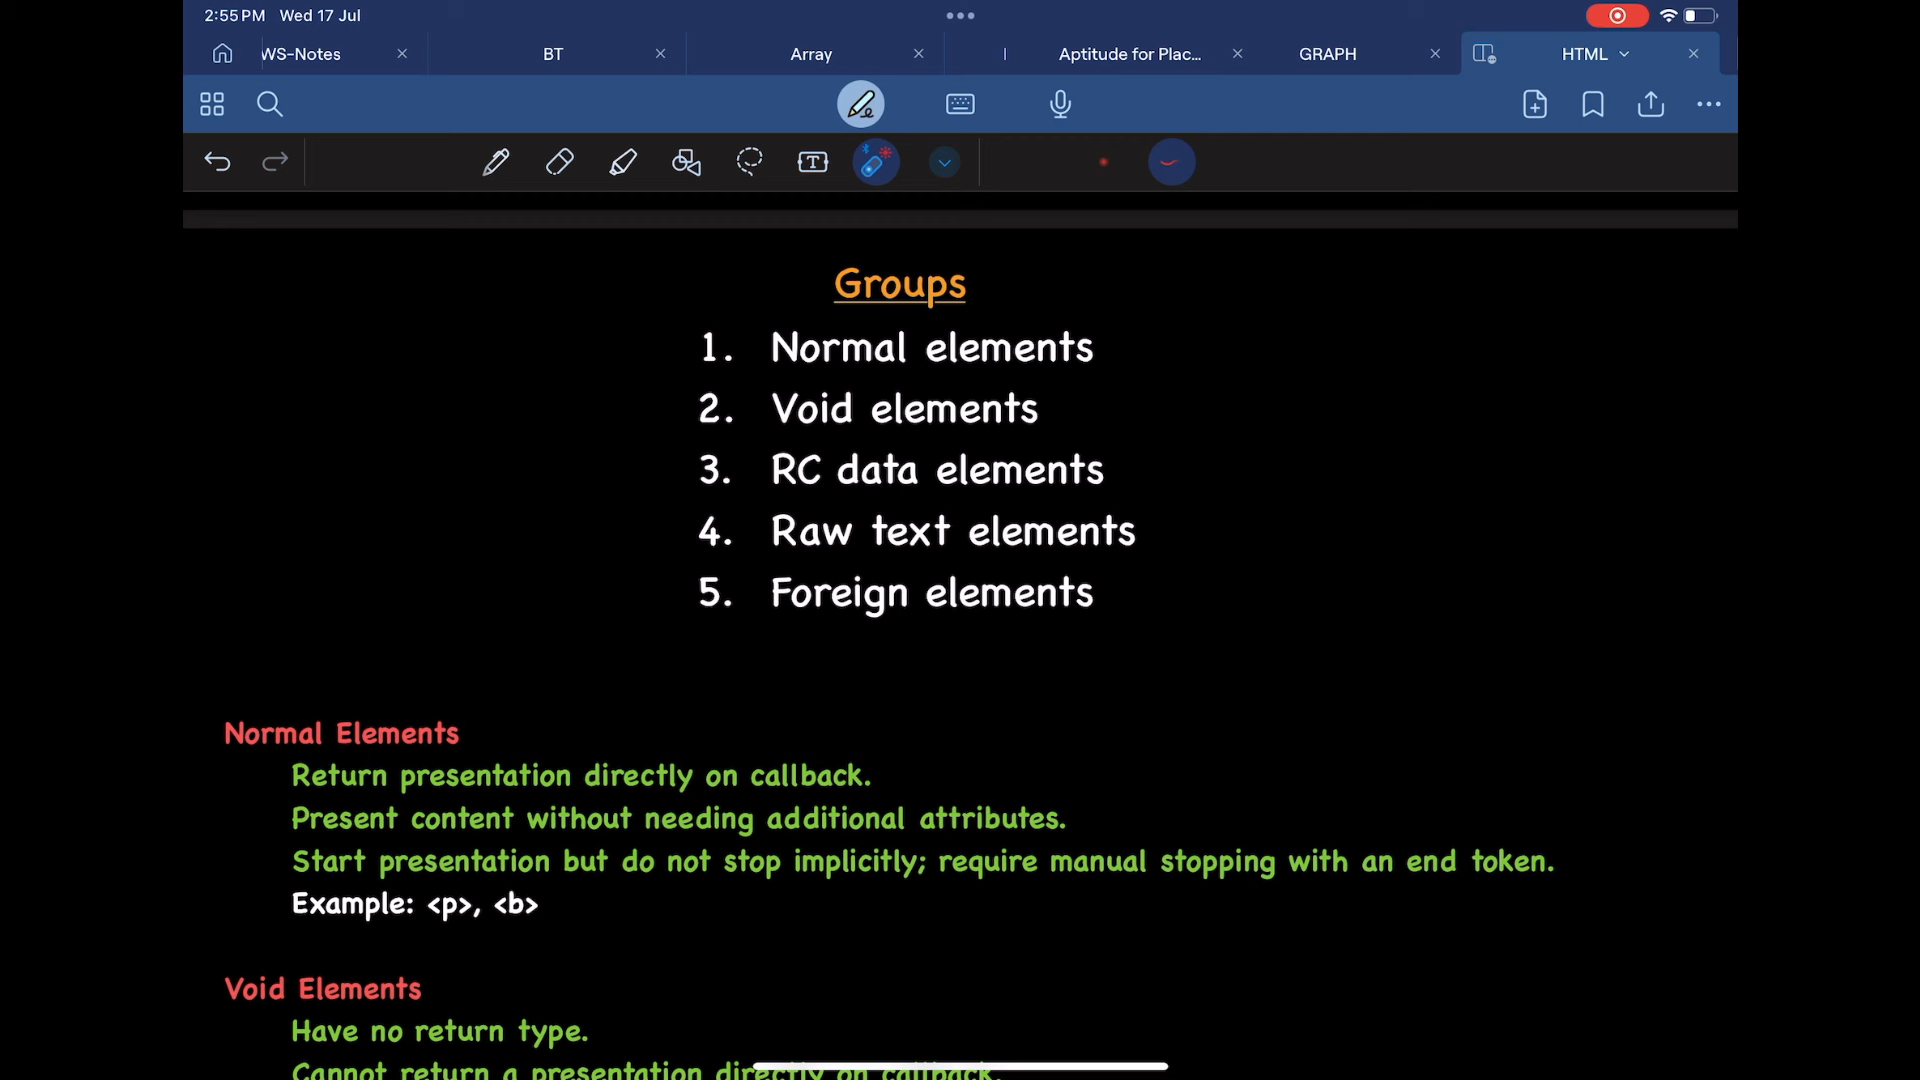 2:55 PM Wed 17 Jul
WS-Notes
BT
Array
Aptitude for Plac...
GRAPH
HTML
T
Groups
1. Normal elements
2. Void elements
3. RC data elements
4. Raw text elements
5. Foreign elements
Normal Elements
Return presentation directly on callback.
Present content without needing additional attributes.
Start presentation but do not stop implicitly; require manual stopping with an end token.
Example: <p>, <b>
Void Elements
Have no return type.
Cannot return a presentation directly on callback.